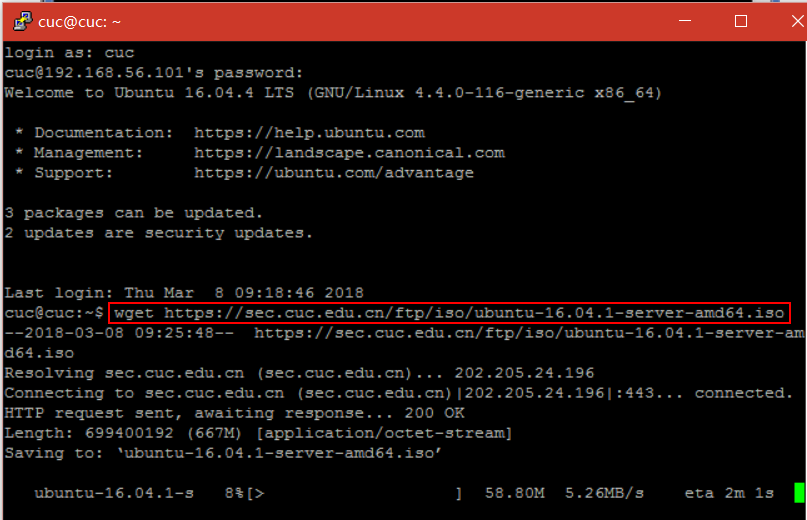 cuc@cuc: ~
login as: cuc
cuc@192.168.56.101's password:
Welcome to Ubuntu 16.04.4 LTS (GNU/Linux 4.4.0-116-generic x86_64)
* Documentation:  https://help.ubuntu.com
* Management:     https://landscape.canonical.com
* Support:        https://ubuntu.com/advantage
3 packages can be updated.
2 updates are security updates.
Last login: Thu Mar  8 09:18:46 2018
cuc@cuc:~$ wget https://sec.cuc.edu.cn/ftp/iso/ubuntu-16.04.1-server-amd64.iso
--2018-03-08 09:25:48--  https://sec.cuc.edu.cn/ftp/iso/ubuntu-16.04.1-server-am
d64.iso
Resolving sec.cuc.edu.cn (sec.cuc.edu.cn)... 202.205.24.196
Connecting to sec.cuc.edu.cn (sec.cuc.edu.cn)|202.205.24.196|:443... connected.
HTTP request sent, awaiting response... 200 OK
Length: 699400192 (667M) [application/octet-stream]
Saving to: ‘ubuntu-16.04.1-server-amd64.iso’
ubuntu-16.04.1-s   8%[>                   ]  58.80M  5.26MB/s    eta 2m 1s